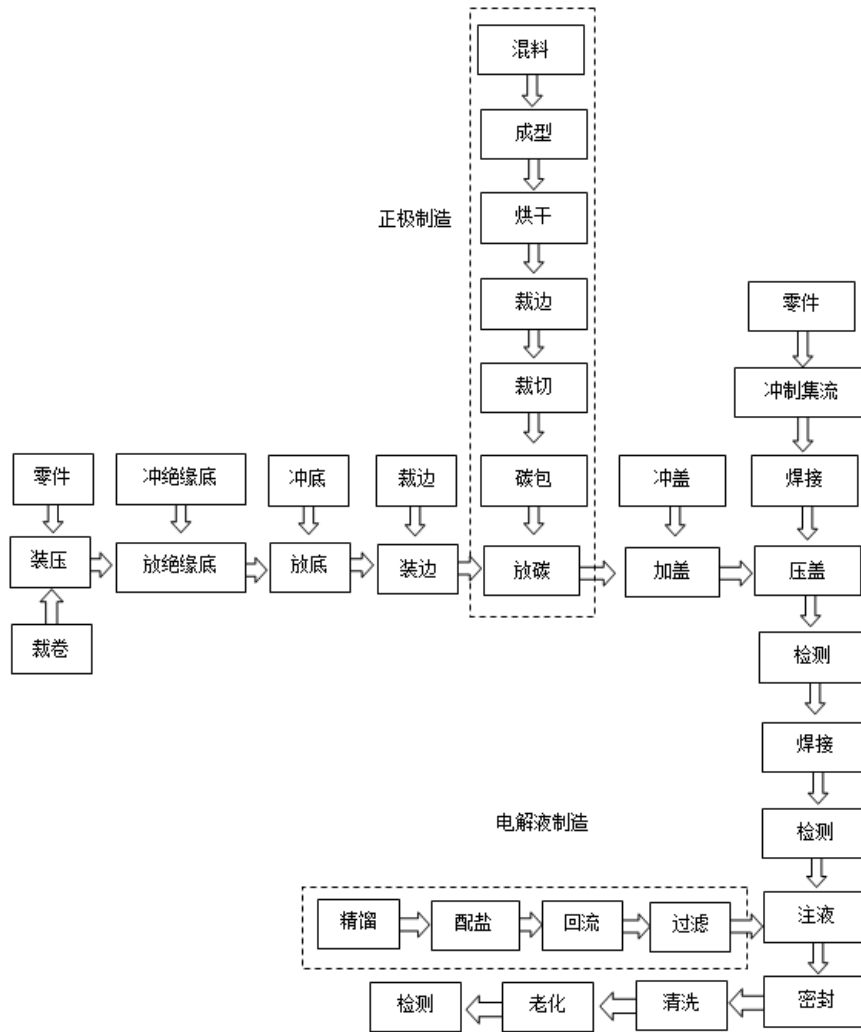 混料
成型
正极制造
烘干
裁边
零件
裁切
冲制集流
零件
冲绝缘底
冲底
裁边
碳包
冲盖
焊接
装压
放绝缘底
放底
装边
放碳
加盖
压盖
裁卷
检测
焊接
电解液制造
检测
精馏
配盐
回流
过滤
注液
检测
老化
清洗
密封